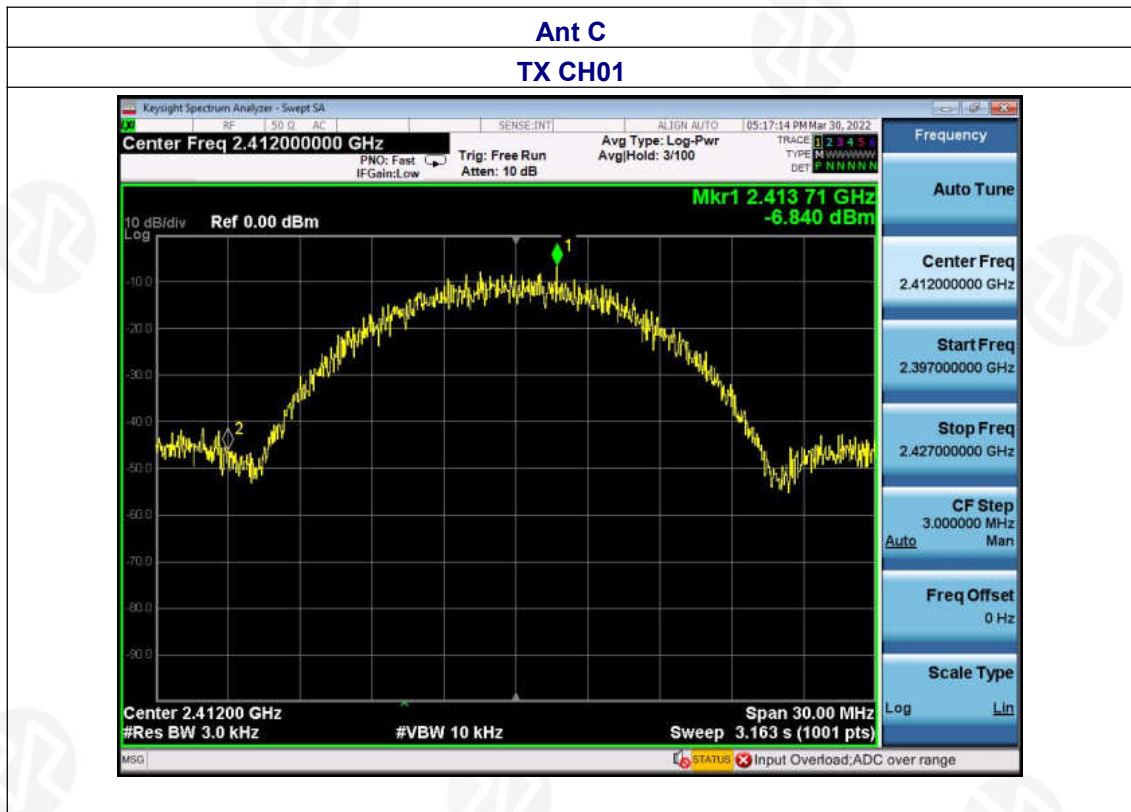 Ant C
TX CH01
Keysight Spectrum Analyzer - Swept SA
RF 50 Ω AC SENSE:INT ALIGN AUTO 05:17:14 PM Mar 30, 2022
Center Freq 2.412000000 GHz
PNO: Fast
IFGain:Low
Trig: Free Run
Atten: 10 dB
Avg Type: Log-Pwr
Avg|Hold: 3/100
TRACE 1 2 3 4 5 6
TYPE M WWWWW
DET P N N N N N
Frequency
Mkr1 2.413 71 GHz
-6.840 dBm
10 dB/div Ref 0.00 dBm
Log
1
-10.0
-20.0
-30.0
-40.0
2
-50.0
-60.0
-70.0
-80.0
-90.0
Center 2.41200 GHz
Span 30.00 MHz
#Res BW 3.0 kHz
#VBW 10 kHz
Sweep 3.163 s (1001 pts)
Auto Tune
Center Freq
2.412000000 GHz
Start Freq
2.397000000 GHz
Stop Freq
2.427000000 GHz
CF Step
3.000000 MHz
Auto Man
Freq Offset
0 Hz
Scale Type
Log Lin
MSG
STATUS Input Overload;ADC over range